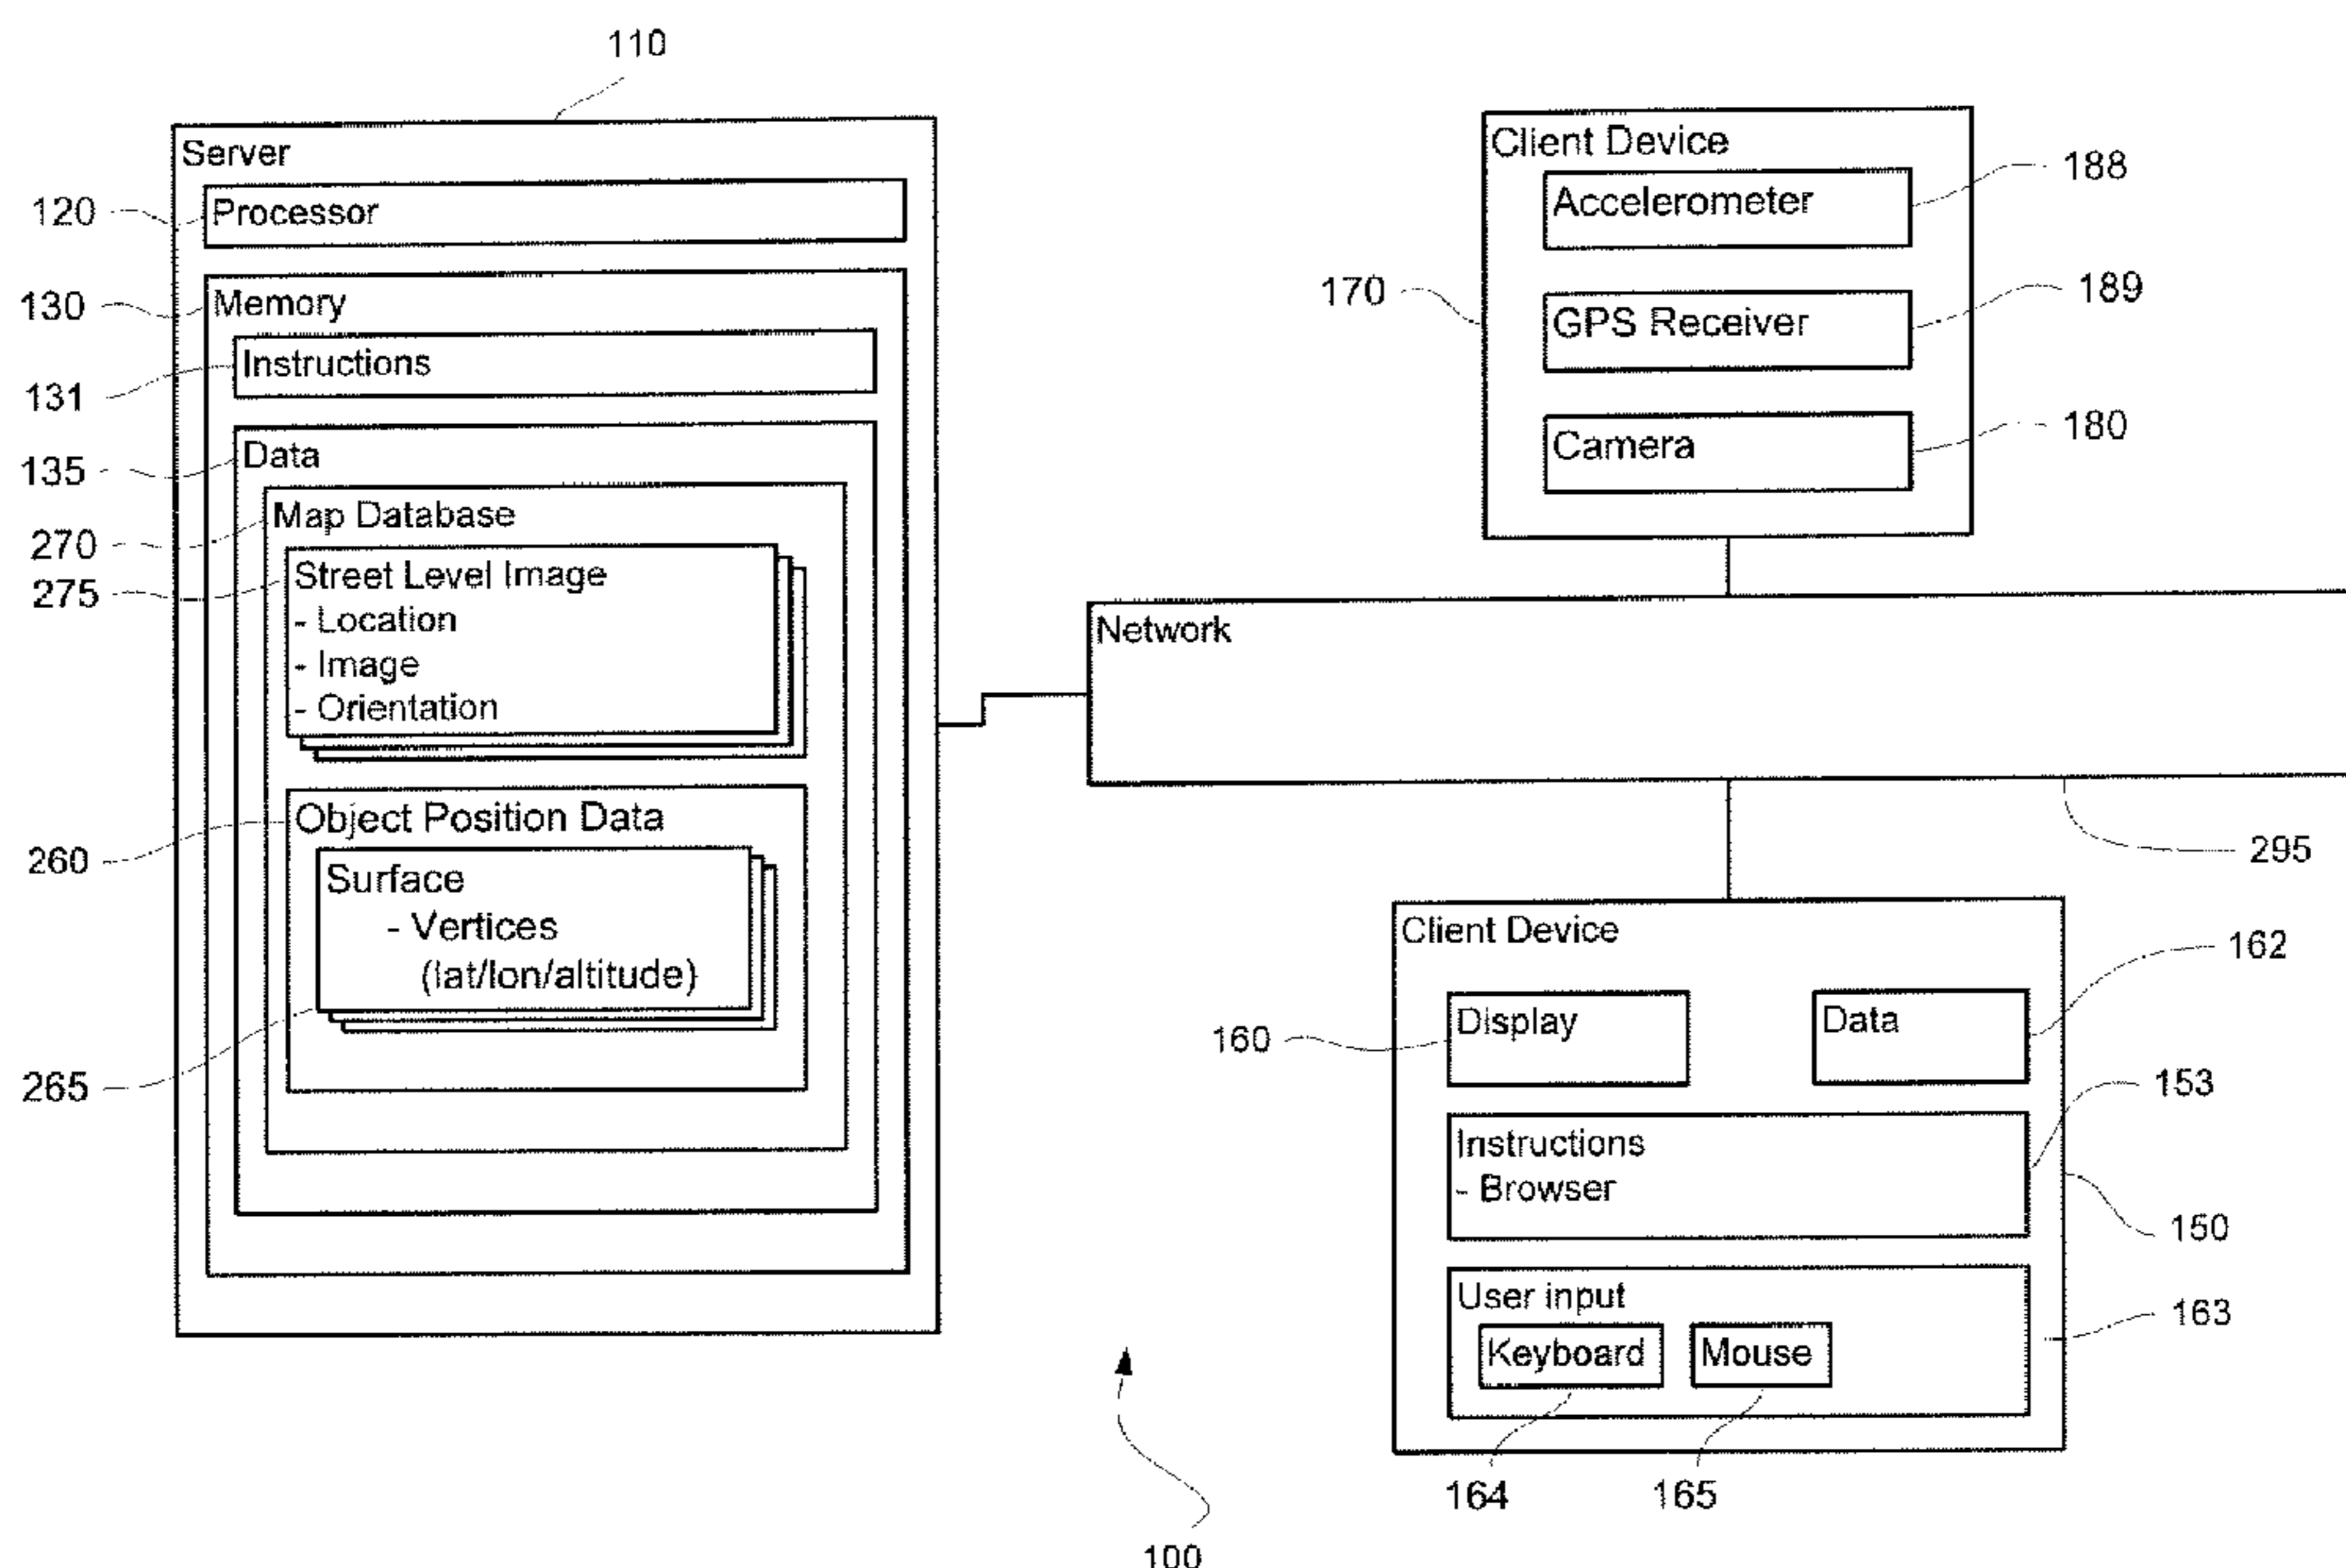 110
Server
120
Processor
130
Memory
Instructions
131
Data
135
Map Database
270
Street Level Image
275
- Location
- Image
- Orientation
Object Position Data
260
Surface
- Vertices
(lat/lon/altitude)
265
Client Device
Accelerometer
188
170
GPS Receiver
189
Camera
180
Network
295
Client Device
162
Display
Data
160
153
Instructions
- Browser
150
User input
163
Keyboard
Mouse
164
165
100